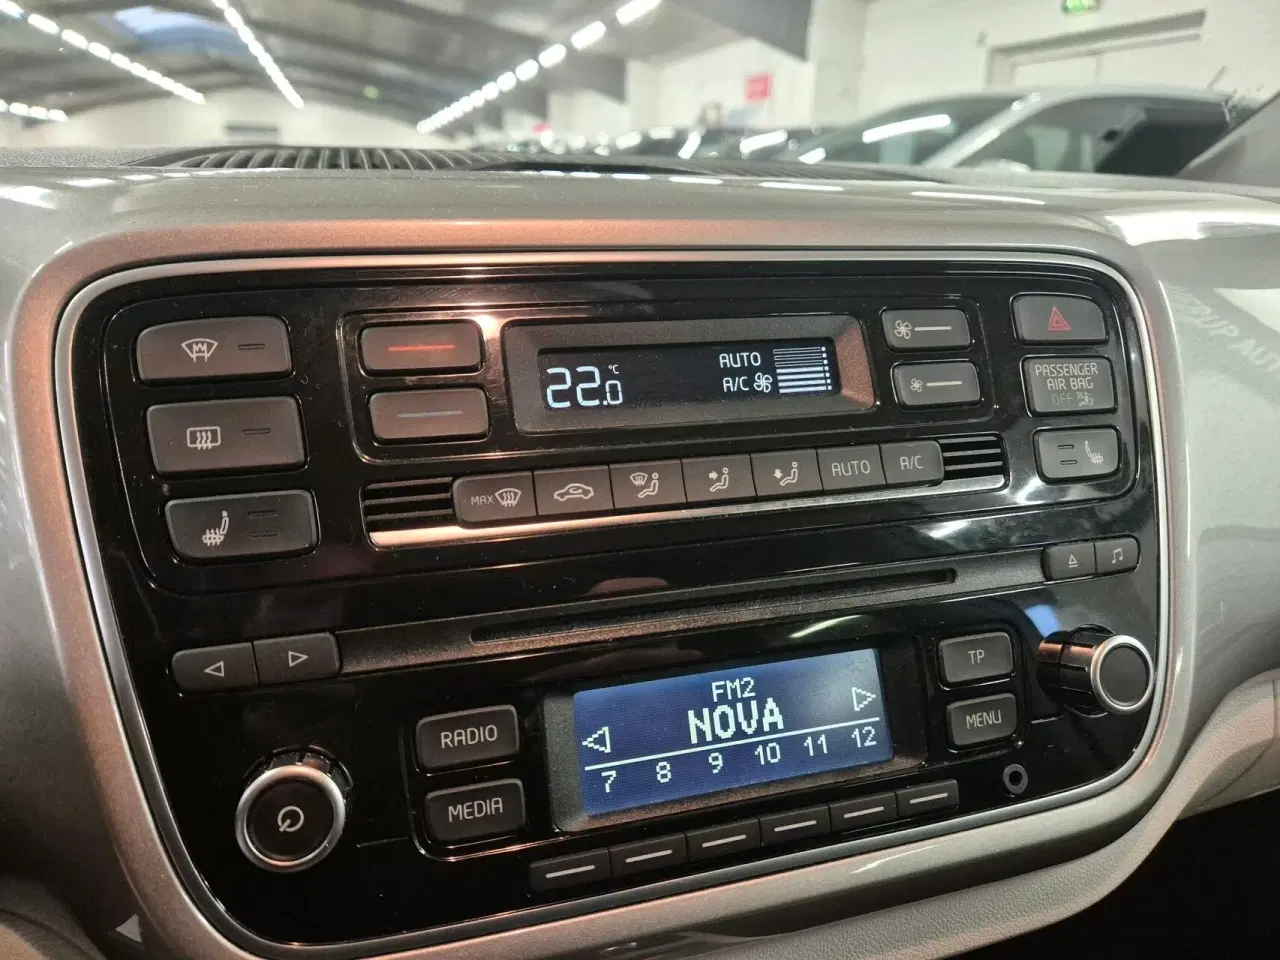 22.0 °C
AUTO
A/C
PASSENGER
AIR BAG
OFF
MAX
AUTO
A/C
RADIO
MEDIA
FM2
NOVA
7 8 9 10 11 12
TP
MENU